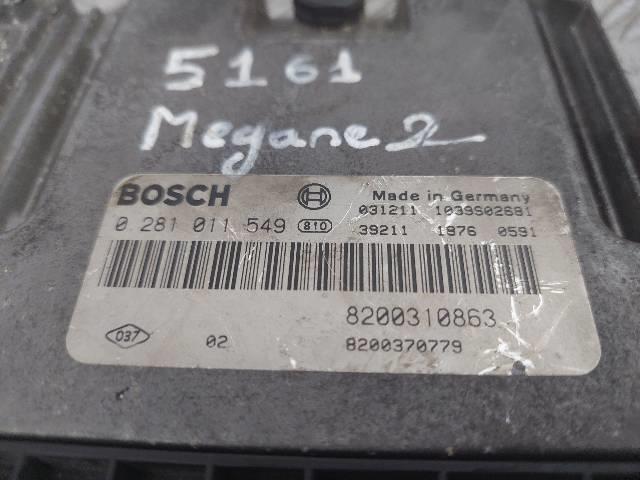 5161
Megane 2
BOSCH Made in Germany
031211 1039S02681
0 281 011 549 810 39211 1976 0591
8200310863
037 02 8200370779